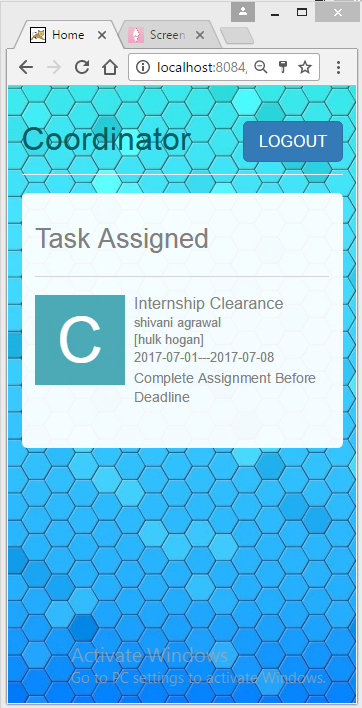 Home
Screen
localhost:8084,
Coordinator
LOGOUT
Task Assigned
C
Internship Clearance
shivani agrawal
[hulk hogan]
2017-07-01---2017-07-08
Complete Assignment Before
Deadline
Activate Windows
Go to PC settings to activate Windows.